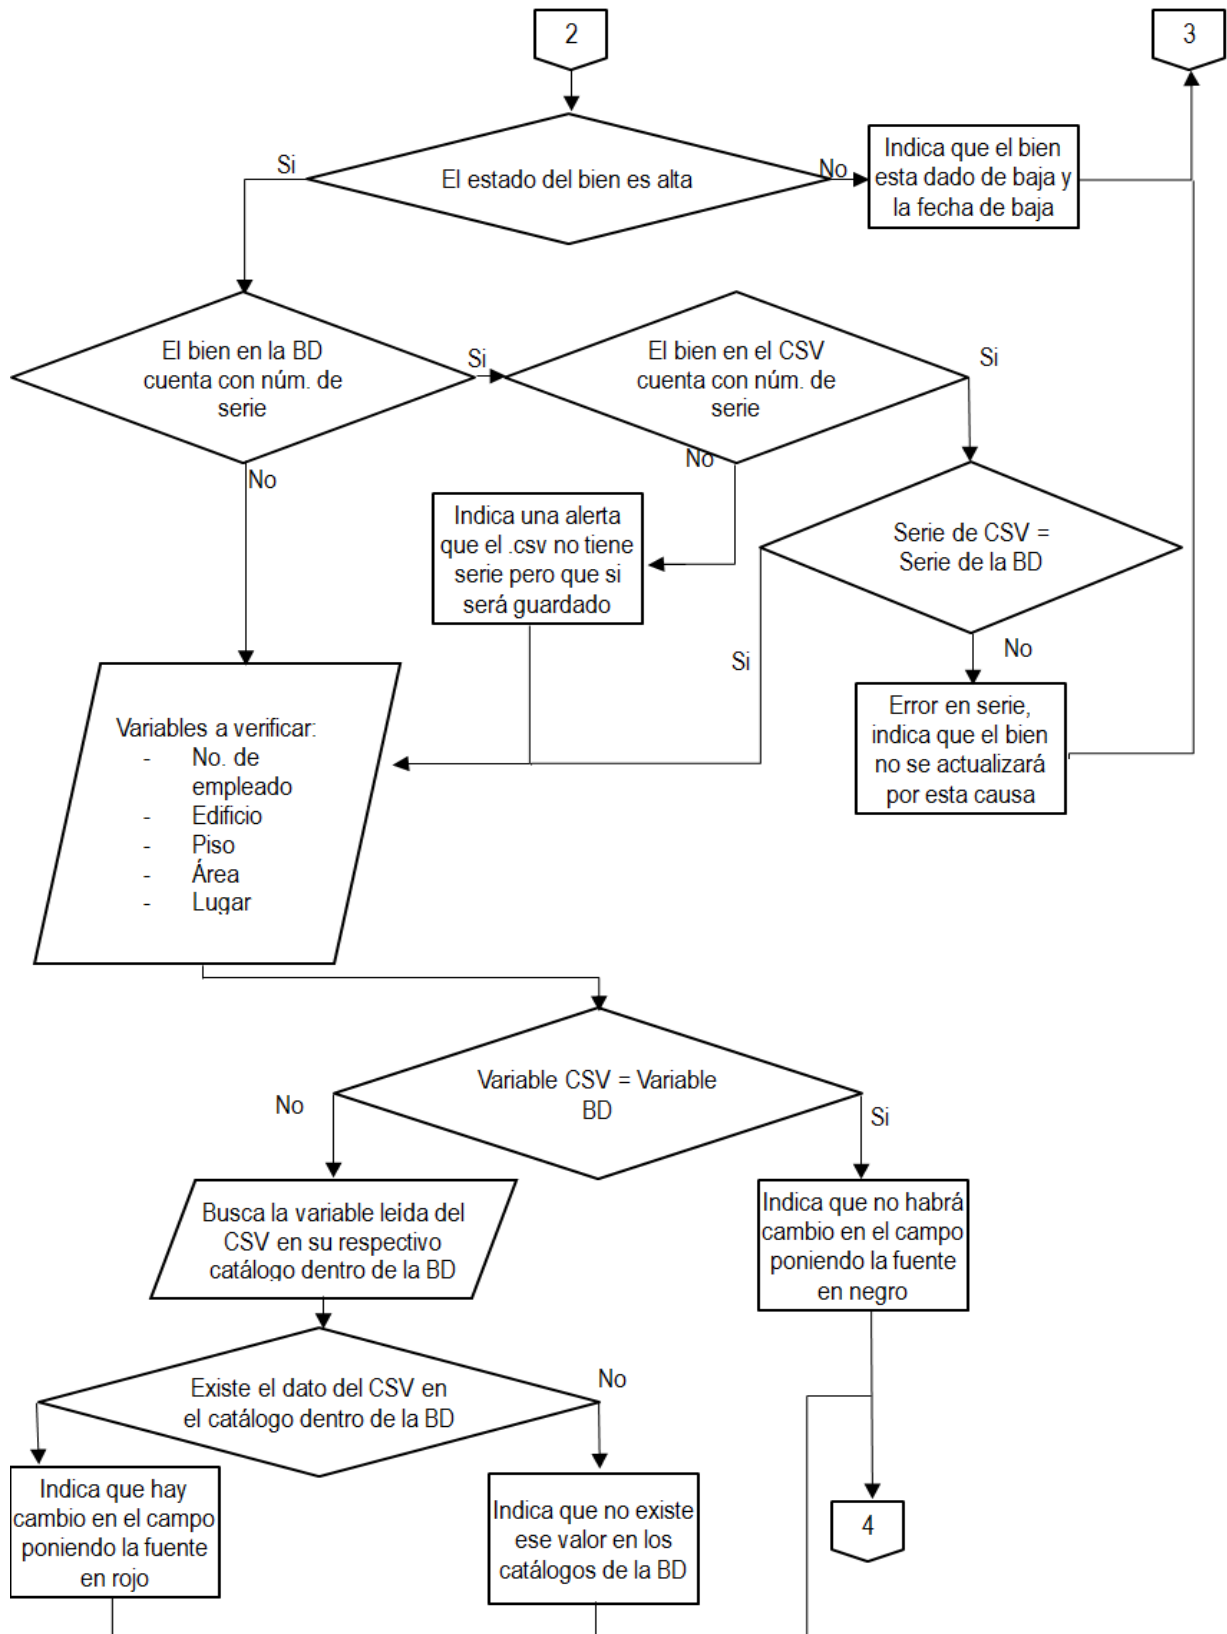 2
3
El estado del bien es alta
Si
No
Indica que el bien
esta dado de baja y
la fecha de baja
El bien en la BD
cuenta con núm. de
serie
Si
No
El bien en el CSV
cuenta con núm. de
serie
Si
No
Indica una alerta
que el .csv no tiene
serie pero que si
será guardado
Serie de CSV =
Serie de la BD
Si
No
Error en serie,
indica que el bien
no se actualizará
por esta causa
Variables a verificar:
- No. de
empleado
- Edificio
- Piso
- Área
- Lugar
Variable CSV = Variable
BD
No
Si
Busca la variable leída del
CSV en su respectivo
catálogo dentro de la BD
Indica que no habrá
cambio en el campo
poniendo la fuente
en negro
Existe el dato del CSV en
el catálogo dentro de la BD
No
Indica que hay
cambio en el campo
poniendo la fuente
en rojo
Indica que no existe
ese valor en los
catálogos de la BD
4